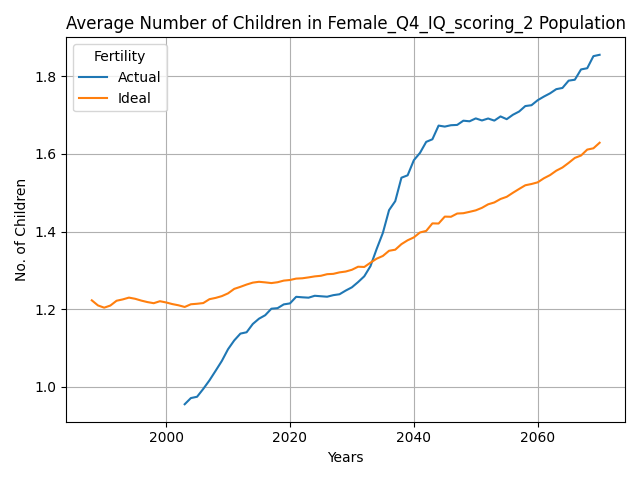 Average Number of Children in Female_Q4_IQ_scoring_2 Population
Fertility
Actual
Ideal
No. of Children
1.8
1.6
1.4
1.2
1.0
2000 2020 2040 2060
Years